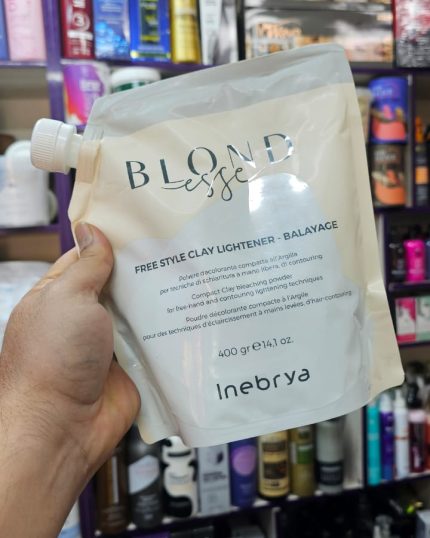 BLOND
esse
FREE STYLE CLAY LIGHTENER - BALAYAGE
Polvere decolorante compatta all'Argilla
per tecniche di schiaritura a mano libera, di contouring
Compact Clay Bleaching powder
for free-hand and contouring lightening techniques
Poudre décolorante compacte à l'Argile
pour des techniques d'éclaircissement à mains levées, d'hair-contouring
400 gr ℮ 14,1 oz.
Inebrya